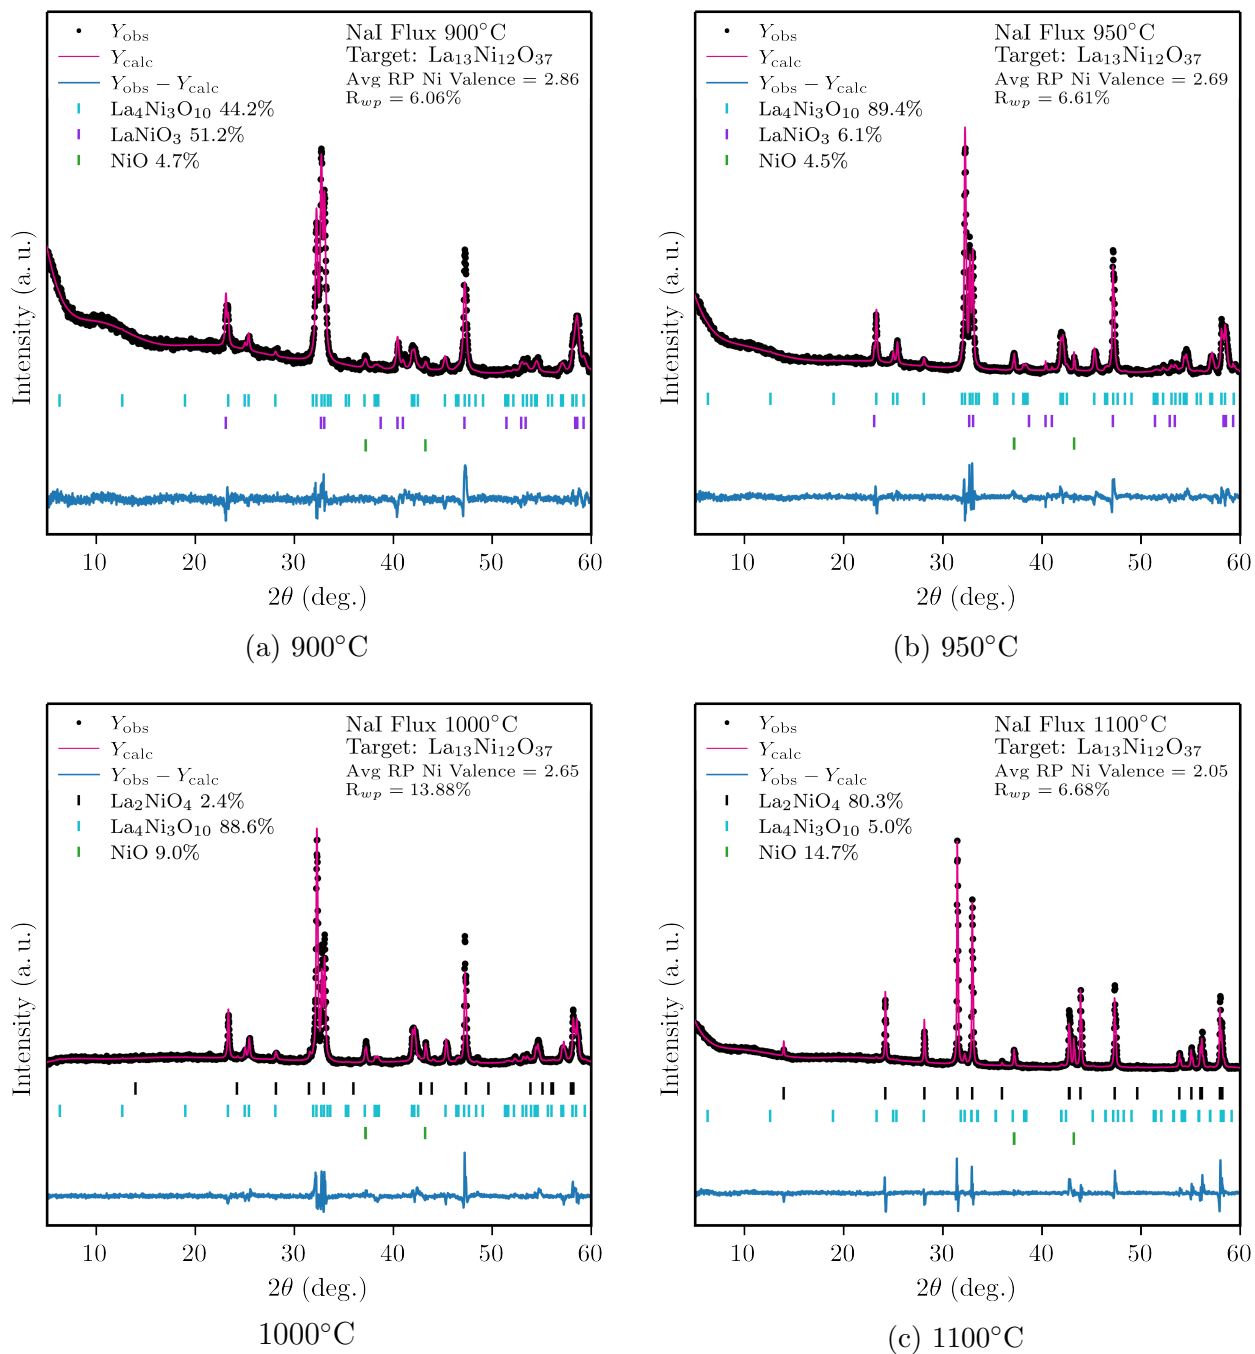 Y_obs
Y_calc
Y_obs − Y_calc
La₄Ni₃O₁₀ 44.2%
LaNiO₃ 51.2%
NiO 4.7%
NaI Flux 900°C
Target: La₁₃Ni₁₂O₃₇
Avg RP Ni Valence = 2.86
R_wp = 6.06%
Intensity (a. u.)
10 20 30 40 50 60
2θ (deg.)
(a) 900°C
Y_obs
Y_calc
Y_obs − Y_calc
La₄Ni₃O₁₀ 89.4%
LaNiO₃ 6.1%
NiO 4.5%
NaI Flux 950°C
Target: La₁₃Ni₁₂O₃₇
Avg RP Ni Valence = 2.69
R_wp = 6.61%
Intensity (a. u.)
10 20 30 40 50 60
2θ (deg.)
(b) 950°C
Y_obs
Y_calc
Y_obs − Y_calc
La₂NiO₄ 2.4%
La₄Ni₃O₁₀ 88.6%
NiO 9.0%
NaI Flux 1000°C
Target: La₁₃Ni₁₂O₃₇
Avg RP Ni Valence = 2.65
R_wp = 13.88%
Intensity (a. u.)
10 20 30 40 50 60
2θ (deg.)
1000°C
Y_obs
Y_calc
Y_obs − Y_calc
La₂NiO₄ 80.3%
La₄Ni₃O₁₀ 5.0%
NiO 14.7%
NaI Flux 1100°C
Target: La₁₃Ni₁₂O₃₇
Avg RP Ni Valence = 2.05
R_wp = 6.68%
Intensity (a. u.)
10 20 30 40 50 60
2θ (deg.)
(c) 1100°C